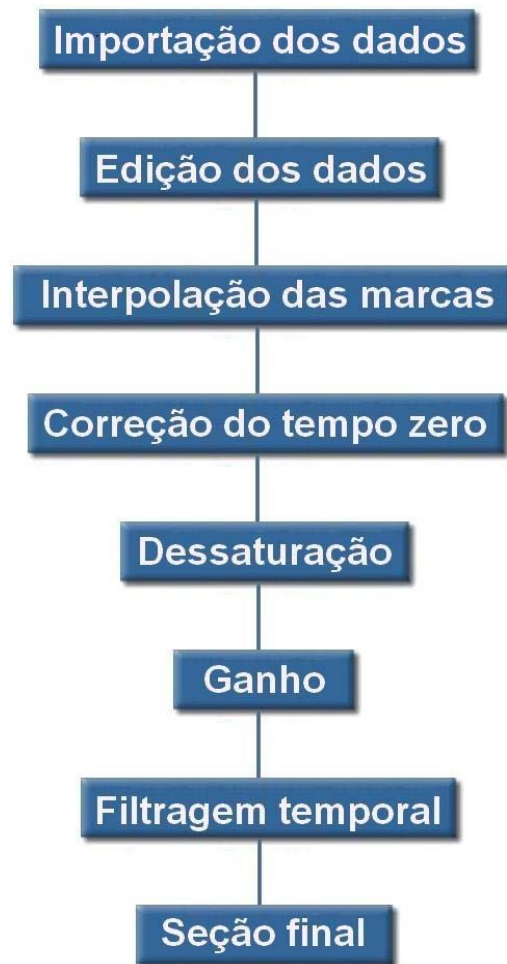 Importação dos dados
Edição dos dados
Interpolação das marcas
Correção do tempo zero
Dessaturação
Ganho
Filtragem temporal
Seção final